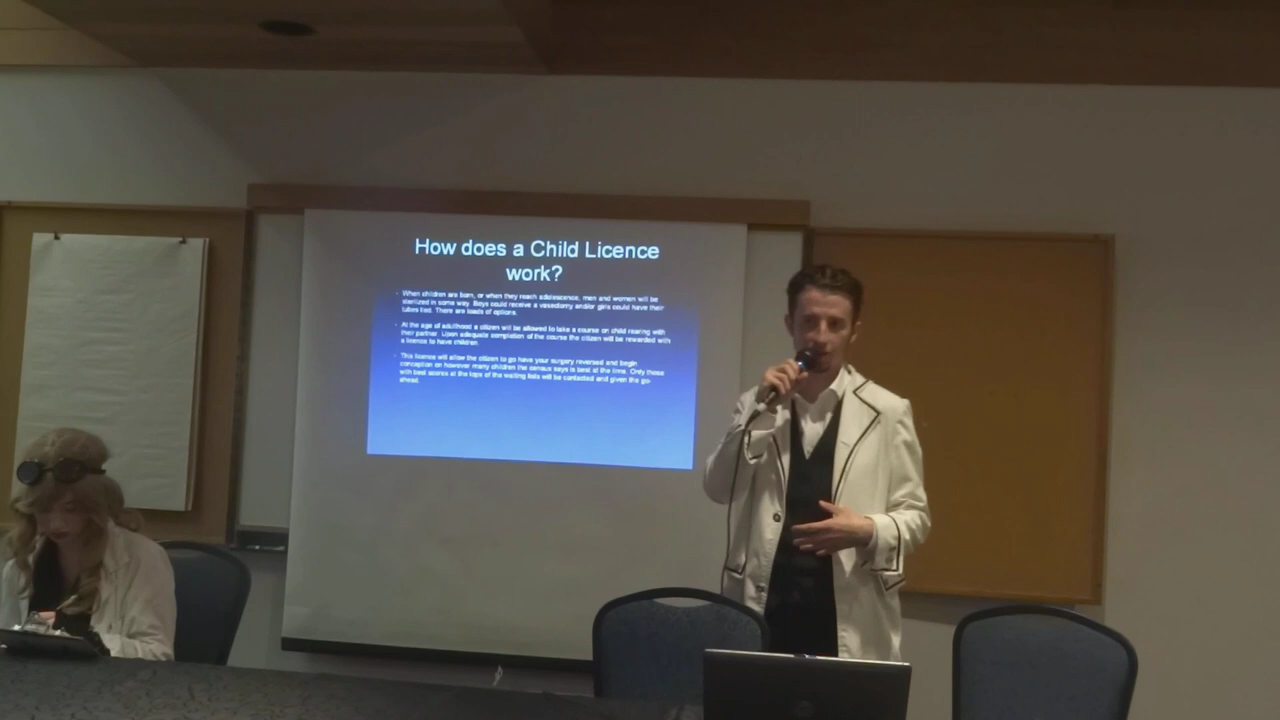 How does a Child Licence
work?
When children are born, or when they reach adolescence, men and women will be
sterilized in some way. Boys could receive a vasectomy and/or girls could have their
tubes tied. There are loads of options.
At the age of adulthood a citizen will be allowed to take a course on child rearing with
their partner. Upon adequate completion of the course the citizen will be rewarded with
a licence to have children.
This licence will allow the citizen to go have your surgery reversed and begin
conception on however many children the census says is best at the time. Only those
with best scores at the tops of the waiting lists will be contacted and given the go-
ahead.